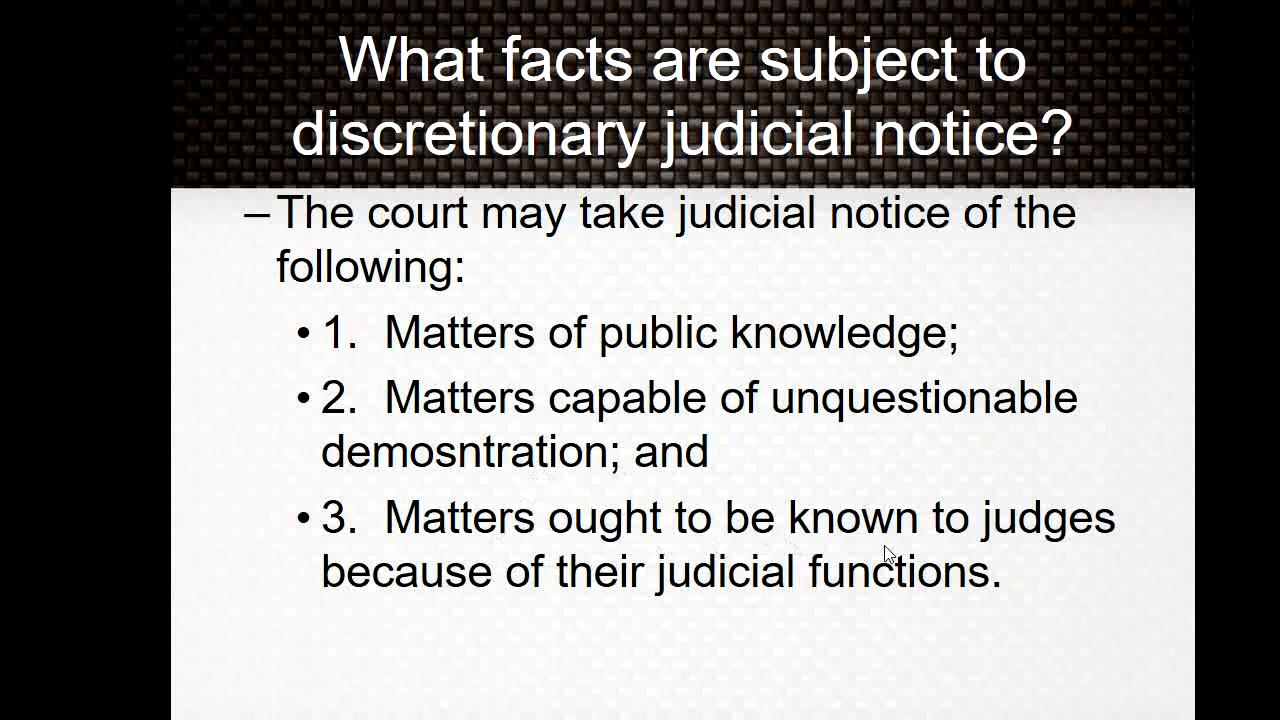 What facts are subject to
discretionary judicial notice?
– The court may take judicial notice of the
following:
• 1. Matters of public knowledge;
• 2. Matters capable of unquestionable
demosntration; and
• 3. Matters ought to be known to judges
because of their judicial functions.